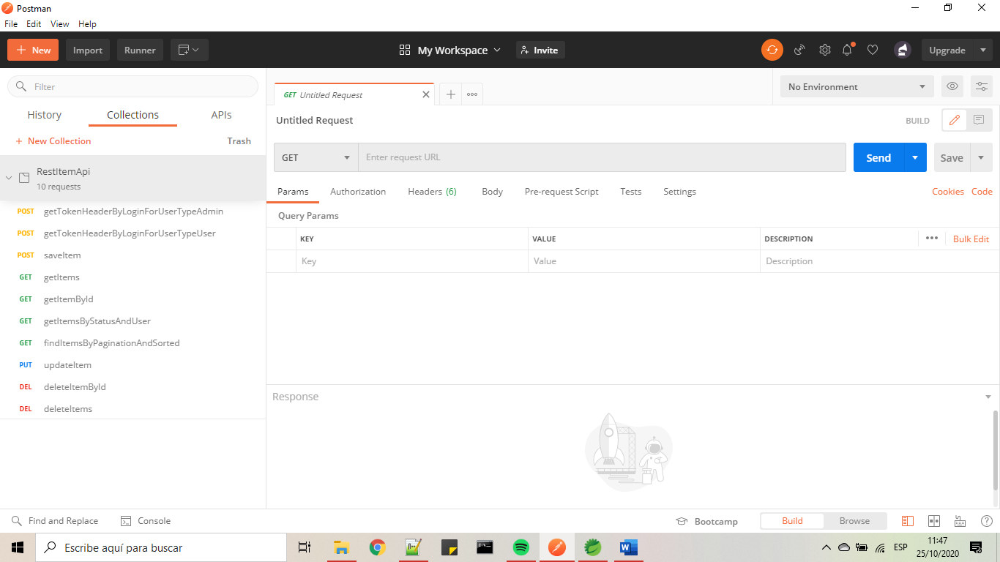 Postman
File Edit View Help
New Import Runner My Workspace Invite Upgrade
Filter
GET Untitled Request
No Environment
History Collections APIs
Untitled Request BUILD
+ New Collection Trash
GET Enter request URL Send Save
RestItemApi
10 requests
Params Authorization Headers (6) Body Pre-request Script Tests Settings Cookies Code
Query Params
KEY VALUE DESCRIPTION Bulk Edit
Key Value Description
POST getTokenHeaderByLoginForUserTypeAdmin
POST getTokenHeaderByLoginForUserTypeUser
POST saveItem
GET getItems
GET getItemById
GET getItemsByStatusAndUser
GET findItemsByPaginationAndSorted
PUT updateItem
DEL deleteItemById
DEL deleteItems
Response
Find and Replace Console Bootcamp Build Browse
Escribe aquí para buscar
ESP
11:47
25/10/2020